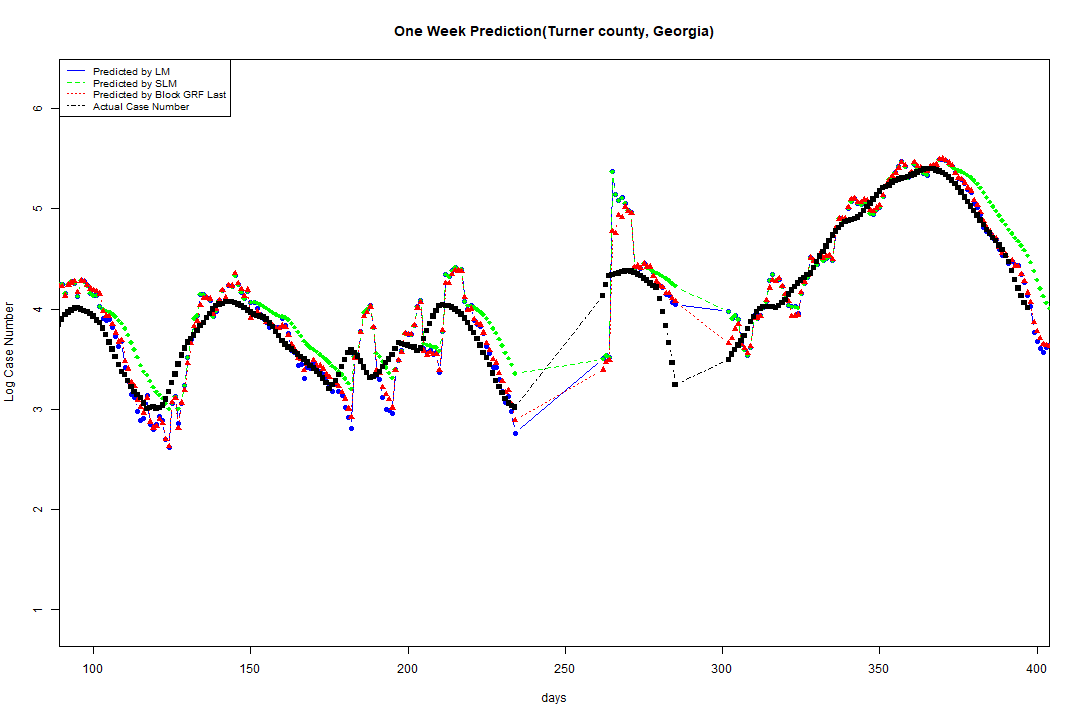 One Week Prediction(Turner county, Georgia)
Predicted by LM
Predicted by SLM
Predicted by Block GRF Last
Actual Case Number
Log Case Number
6
5
4
3
2
1
100 150 200 250 300 350 400
days